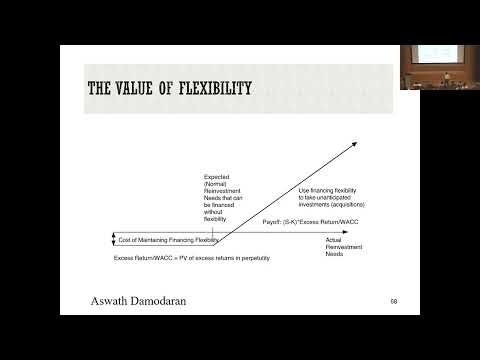 THE VALUE OF FLEXIBILITY
Expected
(Normal)
Reinvestment
Needs that can
be financed
without
flexibility
Use financing flexibility
to take unanticipated
investments (acquisitions)
Payoff: (S-K)*Excess Return/WACC
Cost of Maintaining Financing Flexibility
Actual
Reinvestment
Needs
Excess Return/WACC = PV of excess returns in perpetuity
Aswath Damodaran
58